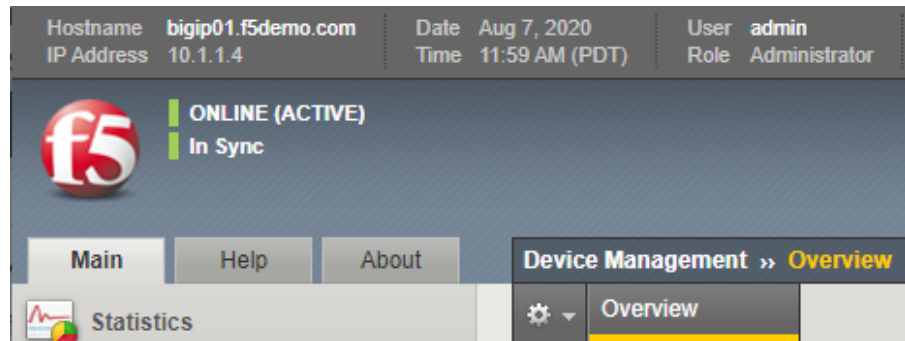 Hostname bigip01.f5demo.com Date Aug 7, 2020 User admin
IP Address 10.1.1.4 Time 11:59 AM (PDT) Role Administrator
f5
ONLINE (ACTIVE)
In Sync
Main Help About
Device Management ›› Overview
Statistics
Overview